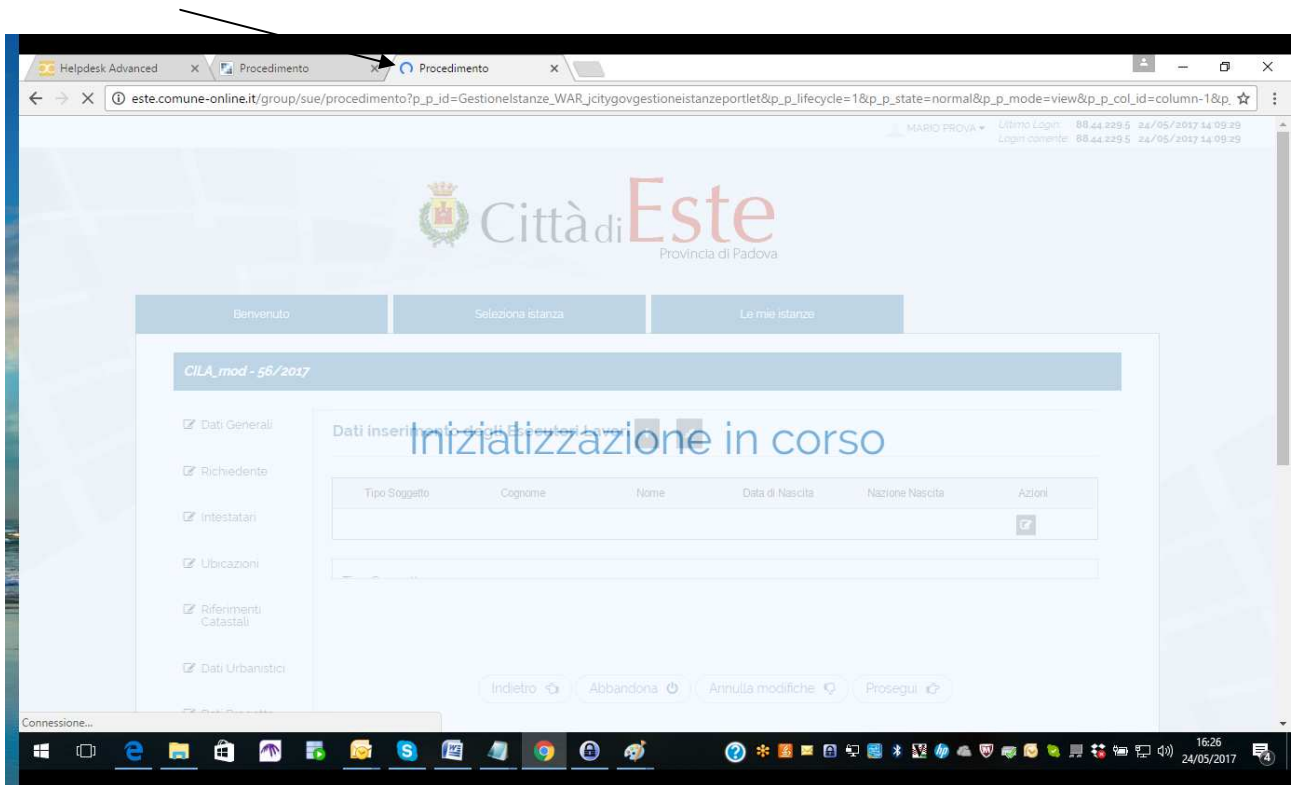 Helpdesk Advanced
Procedimento
Procedimento
este.comune-online.it/group/sue/procedimento?p_p_id=GestioneIstanze_WAR_jcitygovgestioneistanzeportlet&p_p_lifecycle=1&p_p_state=normal&p_p_mode=view&p_p_col_id=column-1&p_
MARIO PROVA
Ultimo Login: 88.44.229.5 24/05/2017 14:09:29
Login corrente: 88.44.229.5 24/05/2017 14:09:29
Città di Este
Provincia di Padova
Benvenuto Seleziona istanza Le mie istanze
CILA_mod - 56/2017
Dati Generali
Richiedente
Intestatari
Ubicazioni
Riferimenti
Catastali
Dati Urbanistici
Dati inserimento degli Esecutori Lavori
Inizializzazione in corso
Tipo Soggetto Cognome Nome Data di Nascita Nazione Nascita Azioni
Indietro Abbandona Annulla modifiche Prosegui
Connessione...
16:26
24/05/2017
4